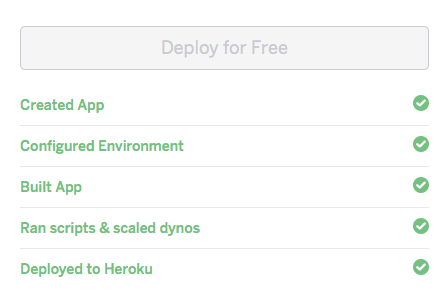 Deploy for Free
Created App
Configured Environment
Built App
Ran scripts & scaled dynos
Deployed to Heroku